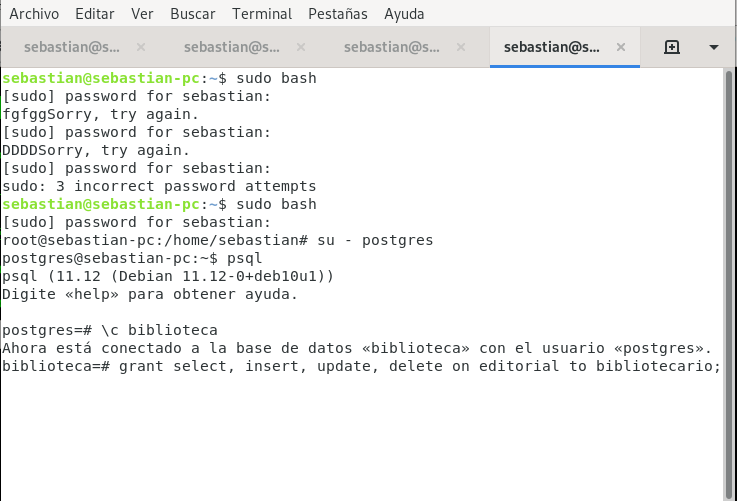 Archivo Editar Ver Buscar Terminal Pestañas Ayuda
sebastian@s... × sebastian@s... × sebastian@s... × sebastian@s... ×
sebastian@sebastian-pc:~$ sudo bash
[sudo] password for sebastian:
fgfggSorry, try again.
[sudo] password for sebastian:
DDDDSorry, try again.
[sudo] password for sebastian:
sudo: 3 incorrect password attempts
sebastian@sebastian-pc:~$ sudo bash
[sudo] password for sebastian:
root@sebastian-pc:/home/sebastian# su - postgres
postgres@sebastian-pc:~$ psql
psql (11.12 (Debian 11.12-0+deb10u1))
Digite «help» para obtener ayuda.
postgres=# \c biblioteca
Ahora está conectado a la base de datos «biblioteca» con el usuario «postgres».
biblioteca=# grant select, insert, update, delete on editorial to bibliotecario;